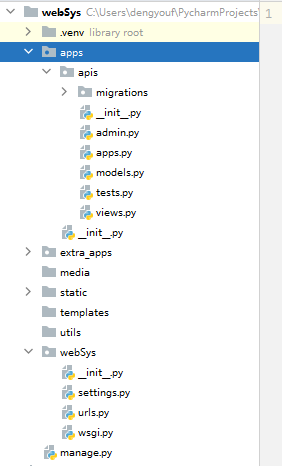 webSys C:\Users\dengyouf\PycharmProjects\
1
.venv library root
apps
apis
migrations
__init__.py
admin.py
apps.py
models.py
tests.py
views.py
__init__.py
extra_apps
media
static
templates
utils
webSys
__init__.py
settings.py
urls.py
wsgi.py
manage.py